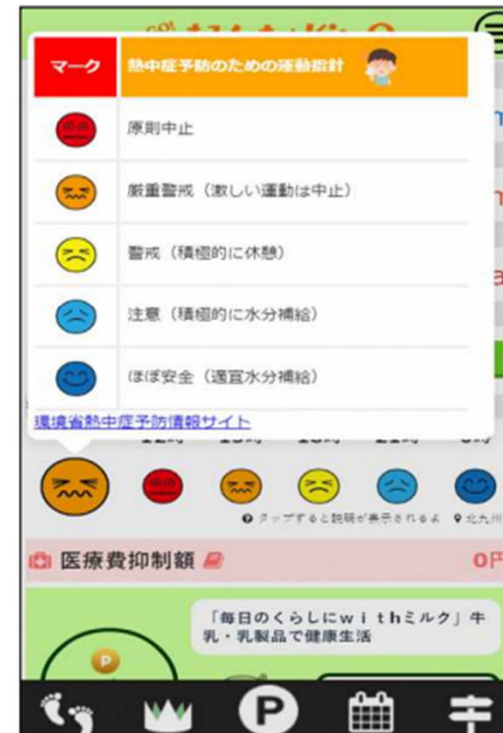 マーク
熱中症予防のための運動指針
原則中止
厳重警戒（激しい運動は中止）
警戒（積極的に休憩）
注意（積極的に水分補給）
ほぼ安全（適宜水分補給）
環境省熱中症予防情報サイト
タップすると説明が表示されるよ
北九州
医療費抑制額
0円
「毎日のくらしにｗｉｔｈミルク」牛
乳・乳製品で健康生活
P
P